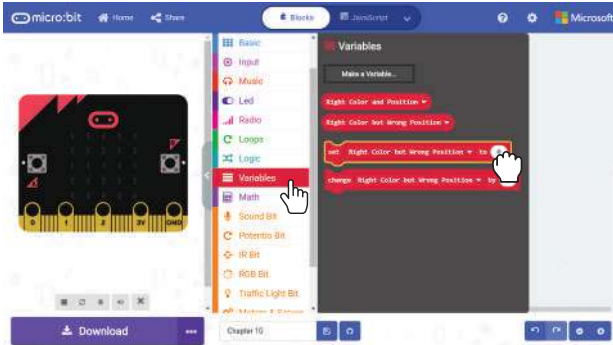 micro:bit Home Share Blocks JavaScript Microsoft
Basic
Input
Music
Led
Radio
Loops
Logic
Variables
Math
Sound Bit
Potentio Bit
IR Bit
RGB Bit
Traffic Light Bit
Variables
Make a Variable...
Right Color and Position
Right Color but Wrong Position
set Right Color but Wrong Position to
change Right Color but Wrong Position by
0 1 2 3V GND
Download
Chapter 10